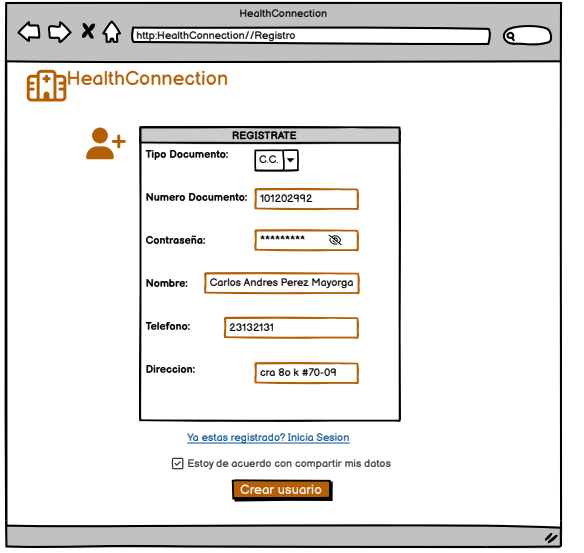 HealthConnection
http:HealthConnection//Registro
HealthConnection
REGISTRATE
Tipo Documento: C.C.
Numero Documento: 101202992
Contraseña: *********
Nombre: Carlos Andres Perez Mayorga
Telefono: 23132131
Direccion: cra 8o k #70-09
Ya estas registrado? Inicia Sesion
Estoy de acuerdo con compartir mis datos
Crear usuario